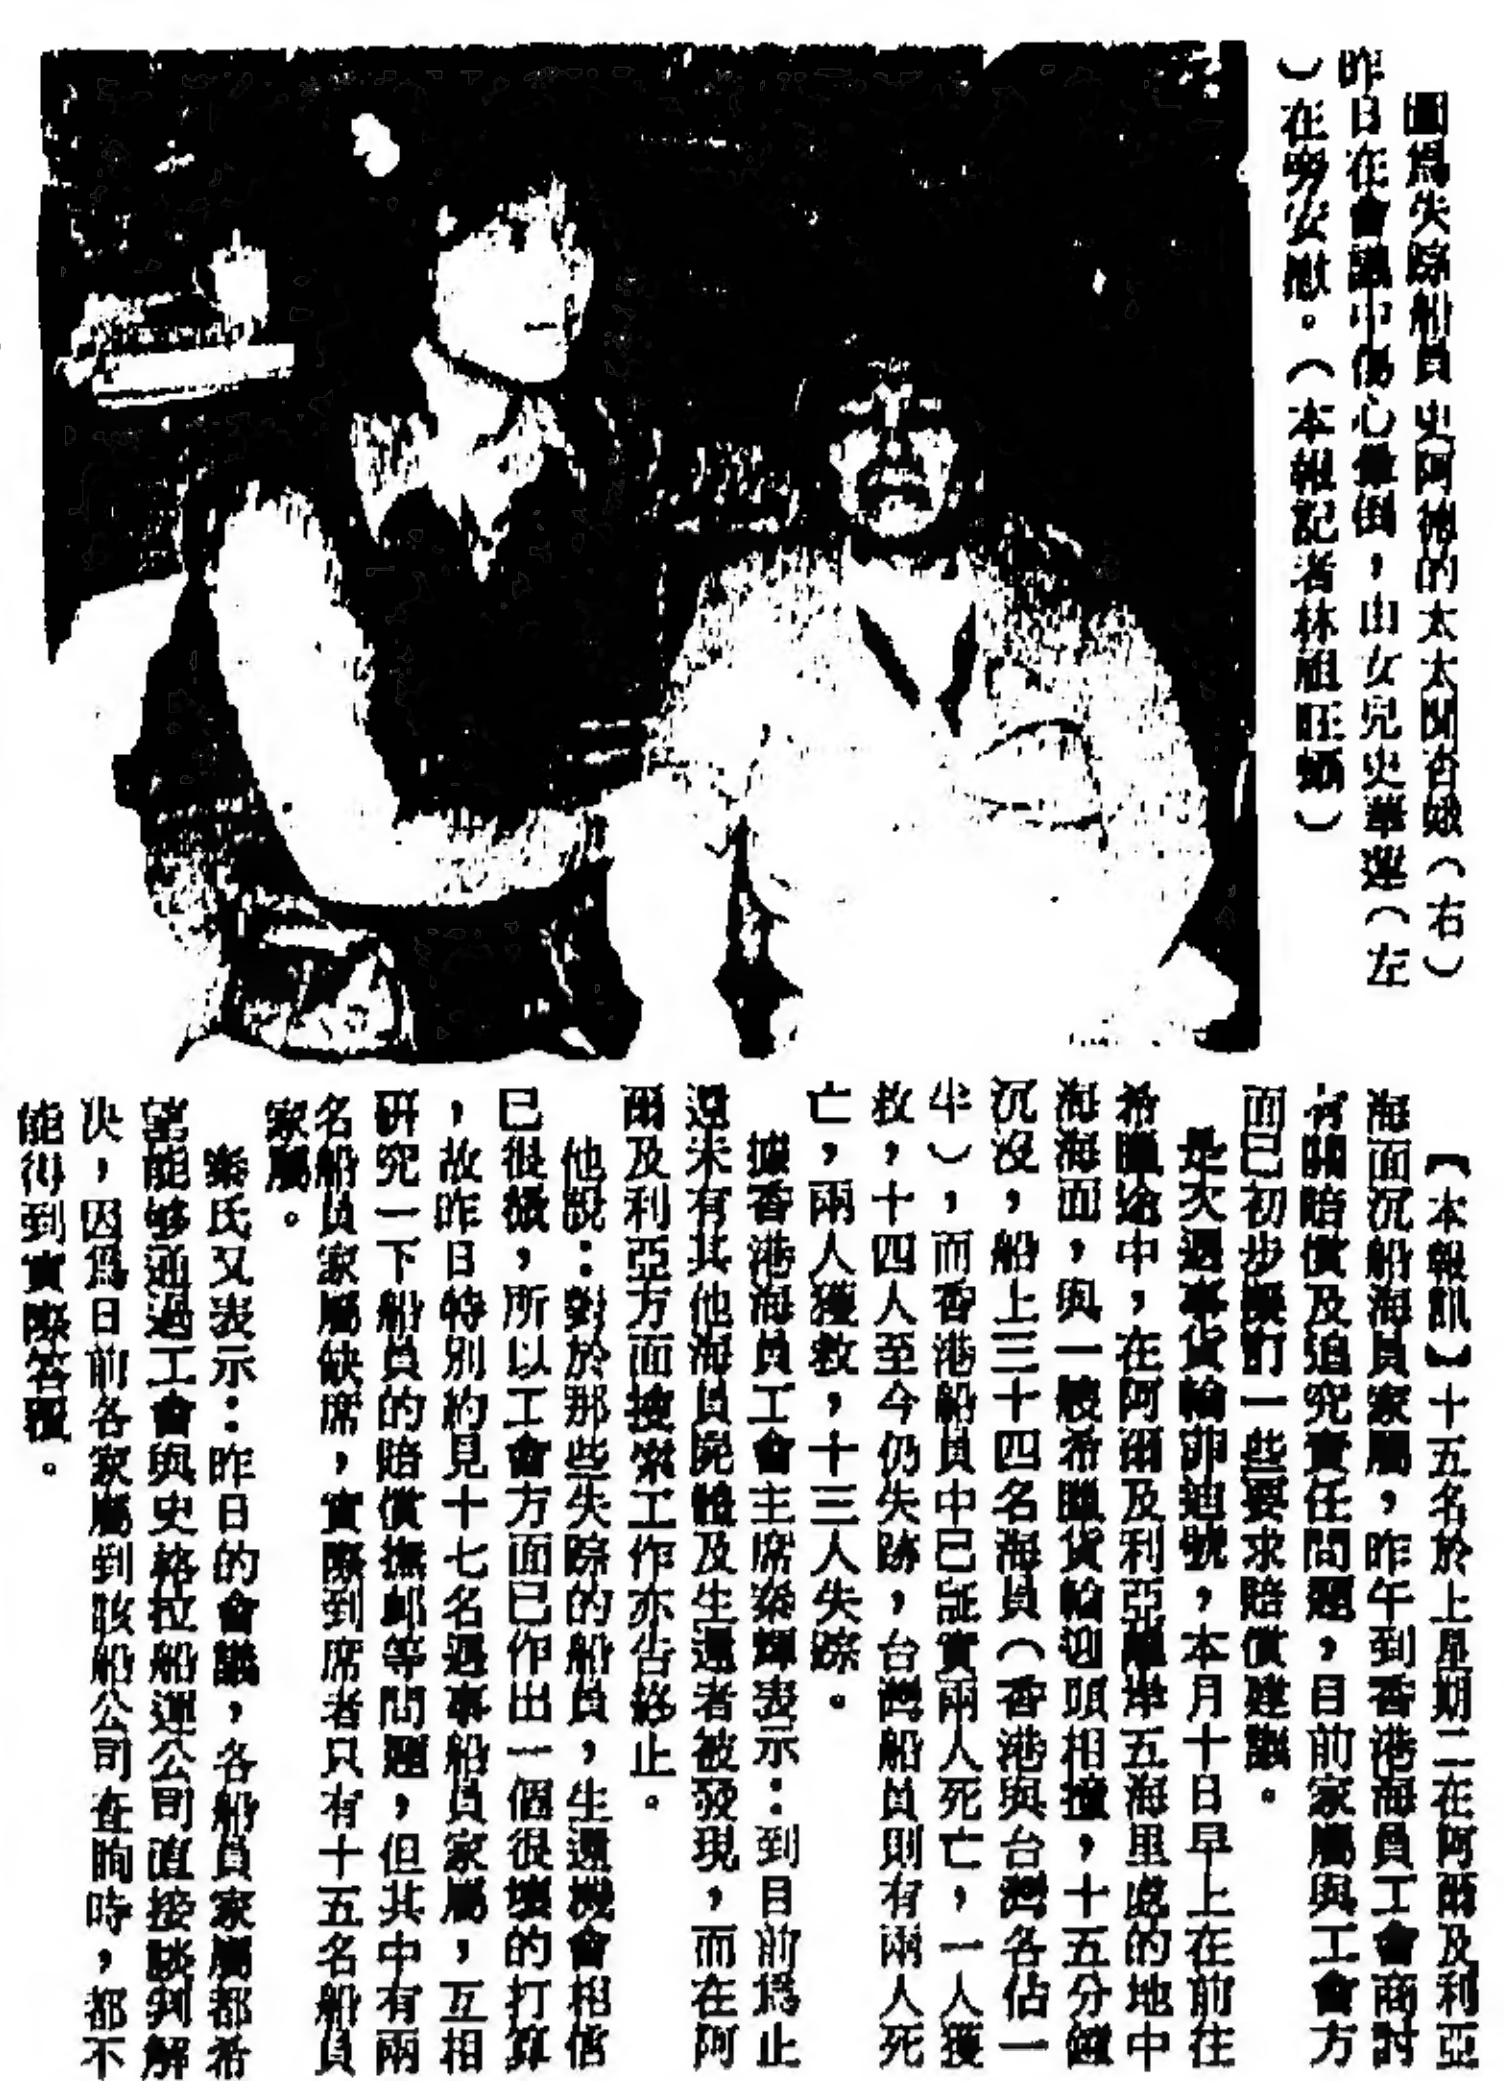 圖爲失踪船員史阿德的太太聞杏娥（右）
昨日在會議中傷心暈倒，由女兒史華蓮（左
）在旁安慰。（本報記者林祖旺攝）
【本報訊】十五名於上星期二在阿爾及利亞
海面沉船海員家屬，昨午到香港海員工會商討
有關賠償及追究責任問題，目前家屬與工會方
面已初步擬訂一些要求賠償建議。
是次遇事貨輪菲迪號，本月十日早上在前往
希臘途中，在阿爾及利亞離岸五海里處的地中
海海面，與一艘希臘貨輪迎頭相撞，十五分鐘
沉沒，船上三十四名海員（香港與台灣各佔一
半），而香港船員中已証實兩人死亡，一人獲
救，十四人至今仍失跡，台灣船員則有兩人死
亡，兩人獲救，十三人失踪。
據香港海員工會主席秦輝表示：到目前爲止
還未有其他海員屍體及生還者被發現，而在阿
爾及利亞方面搜索工作亦告終止。
他說：對於那些失踪的船員，生還機會相信
已很微，所以工會方面已作出一個很壞的打算
，故昨日特別約見十七名遇事船員家屬，互相
硏究一下船員的賠償撫卹等問題，但其中有兩
名船員家屬缺席，實際到席者只有十五名船員
家屬。
秦氏又表示：昨日的會議，各船員家屬都希
望能够通過工會與史格拉船運公司直接談判解
决，因爲日前各家屬到該船公司查詢時，都不
能得到實際答覆。